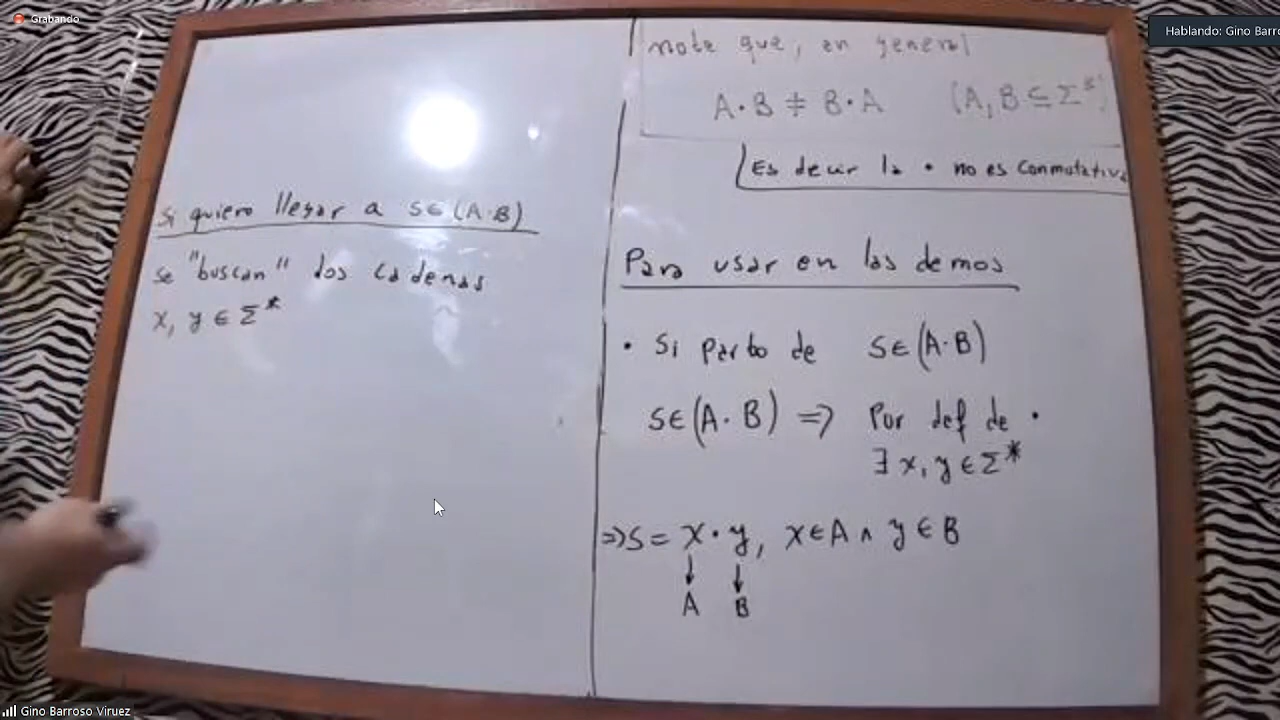 Grabando
Hablando: Gino Barro
Si quiero llegar a S∈(A·B)
se "buscan" dos cadenas
x, y ∈ Σ*
note que, en general
A·B ≠ B·A (A, B ⊆ Σ*)
Es decir la · no es conmutativa
Para usar en las demos
• Si parto de S∈(A·B)
S∈(A·B) ⇒ Por def de ·
∃ x, y ∈ Σ*
⇒ S = x·y, x∈A ∧ y∈B
↓ ↓
A B
Gino Barroso Viruez